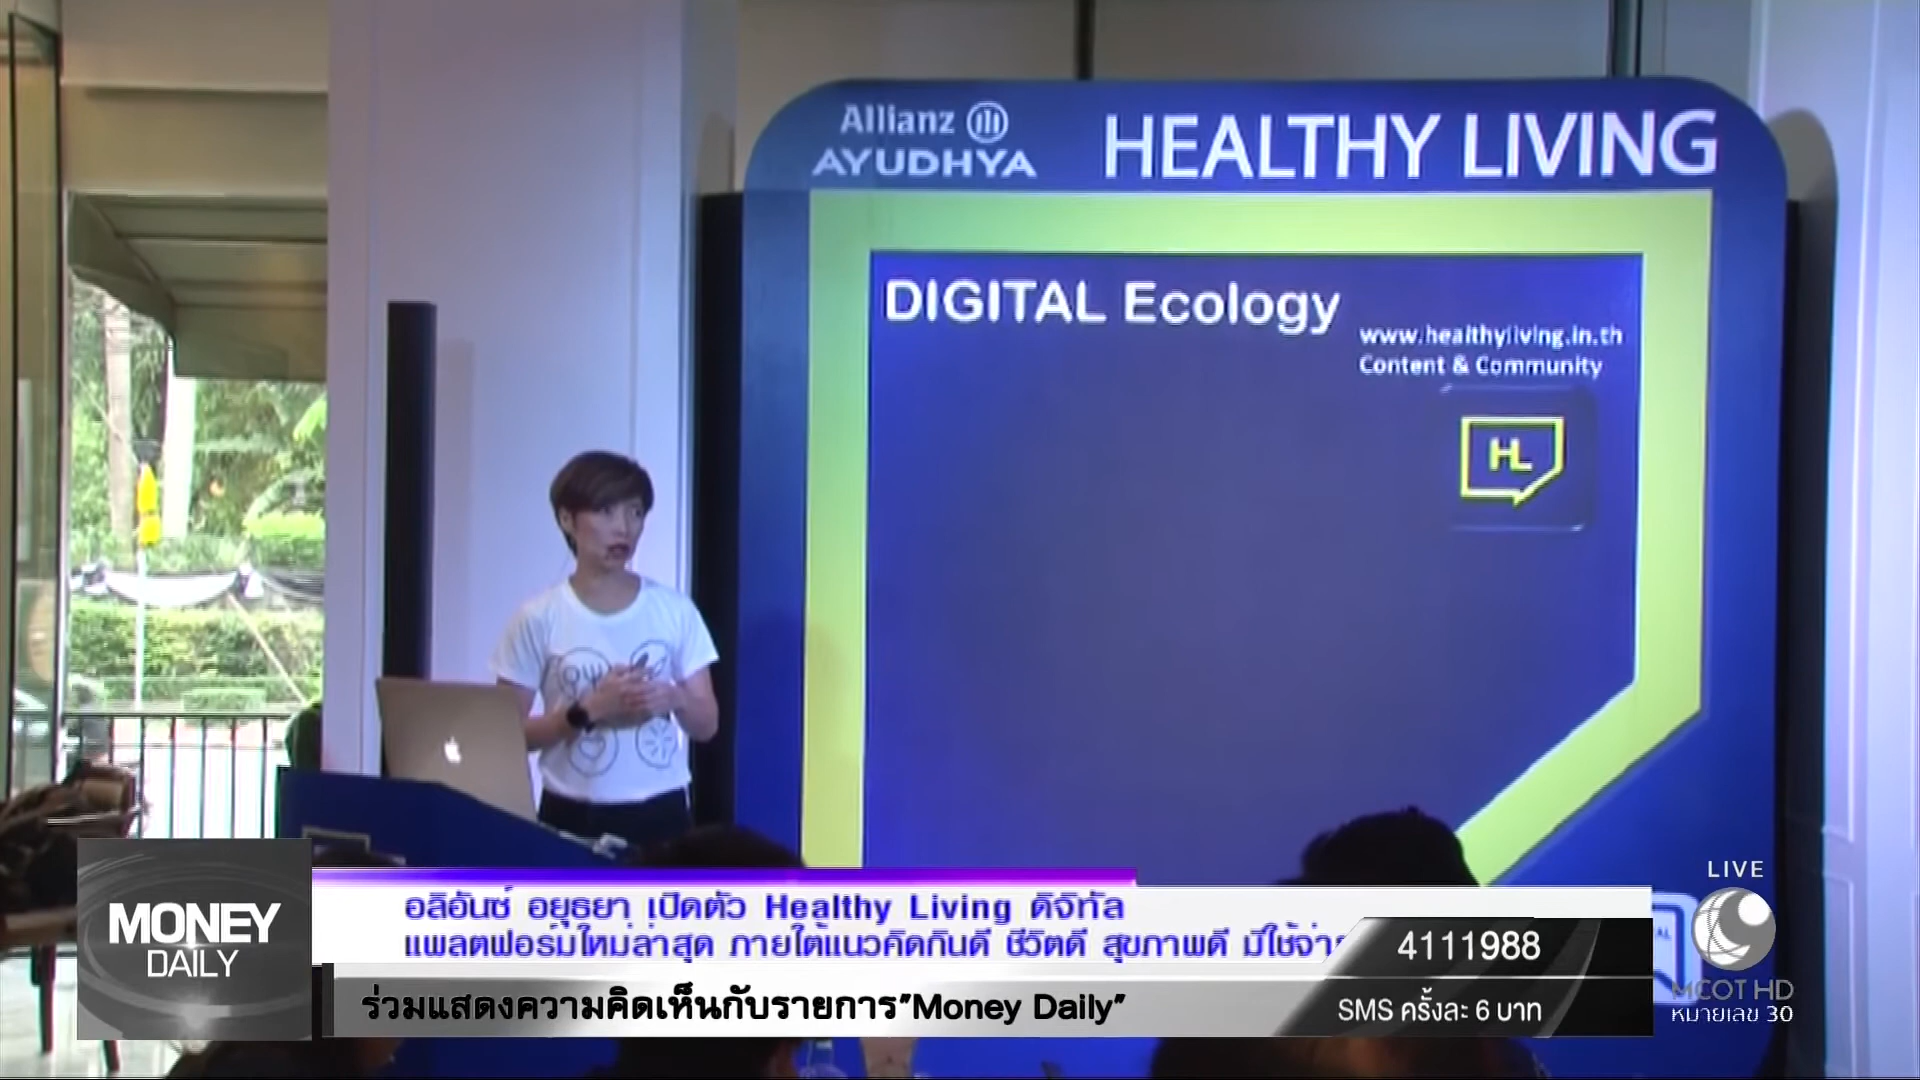 Allianz
AYUDHYA
HEALTHY LIVING
DIGITAL Ecology
www.healthyliving.in.th
Content & Community
HL
LIVE
MONEY
DAILY
อลิอันซ์ อยุธยา เปิดตัว Healthy Living ดิจิทัล
แพลตฟอร์มใหม่ล่าสุด ภายใต้แนวคิดกินดี ชีวิตดี สุขภาพดี มีใช้จ่าย
4111988
ร่วมแสดงความคิดเห็นกับรายการ"Money Daily"
SMS ครั้งละ 6 บาท
MCOT HD
หมายเลข 30